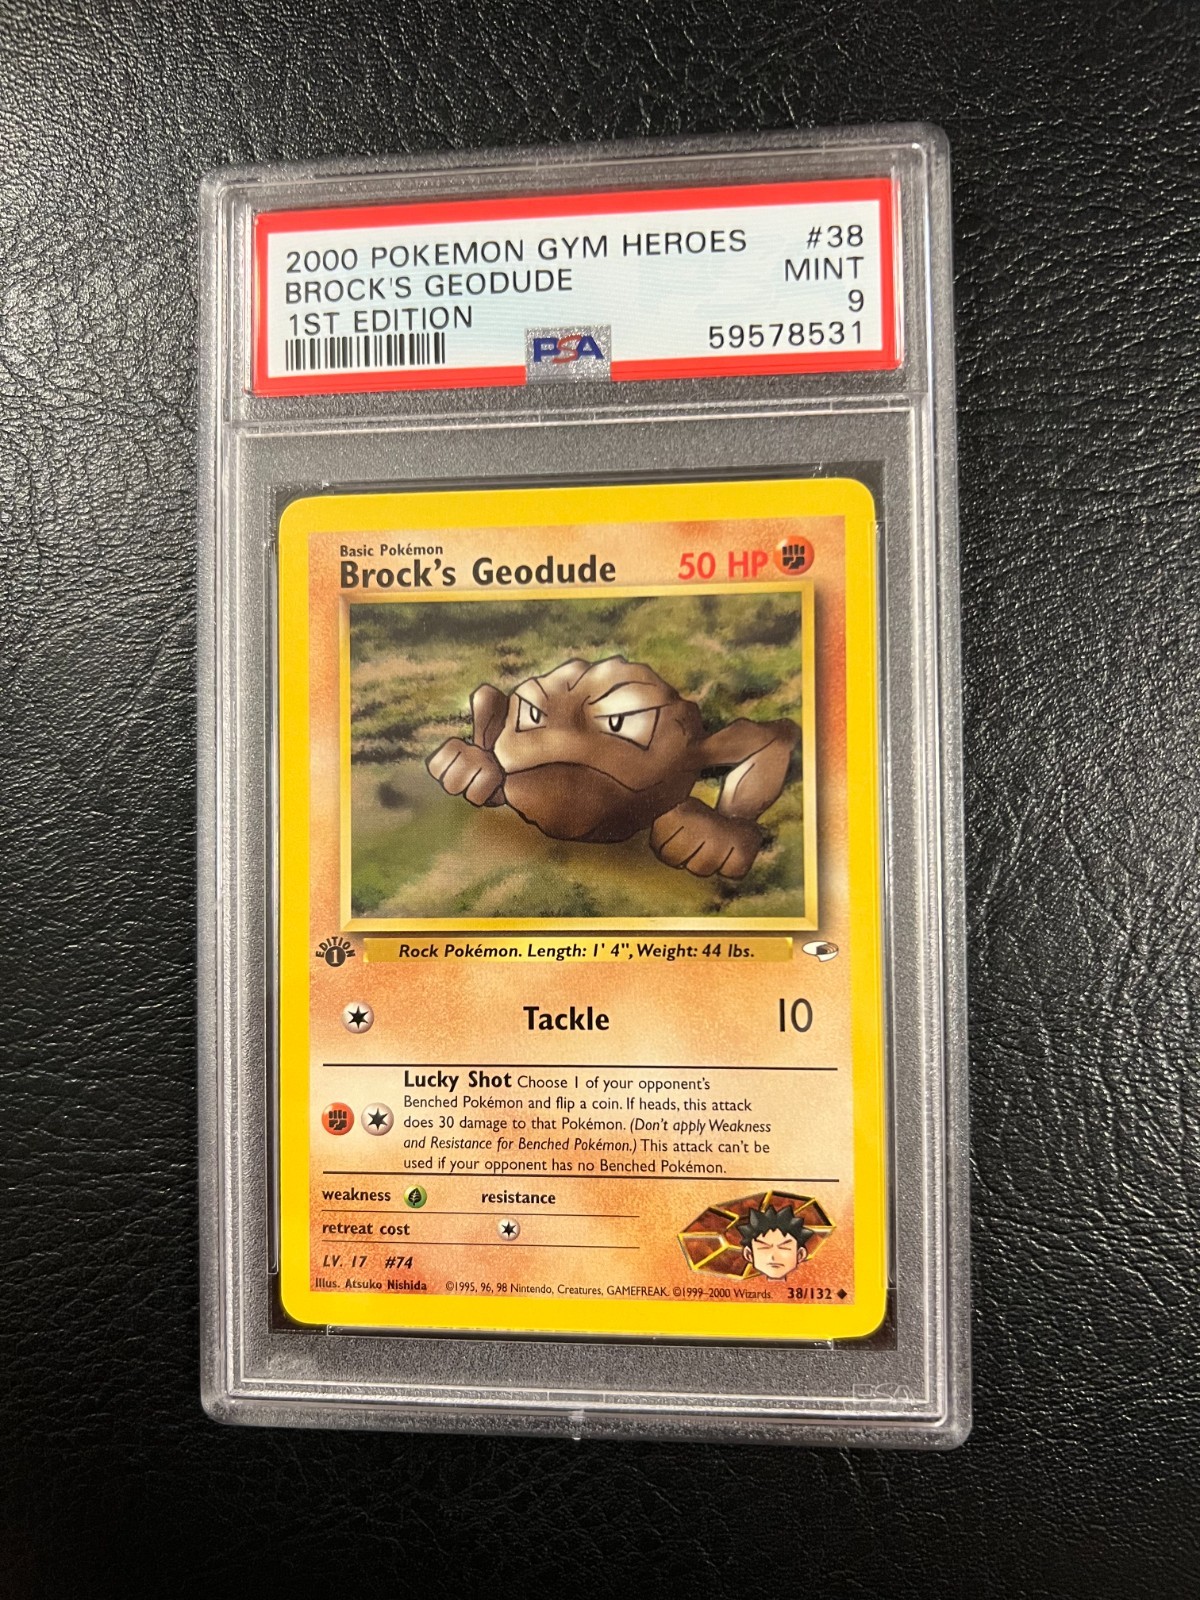 2000 POKEMON GYM HEROES #38
BROCK'S GEODUDE MINT
1ST EDITION 9
59578531
PSA
Basic Pokémon
Brock's Geodude 50 HP
EDITION 1
Rock Pokémon. Length: 1' 4", Weight: 44 lbs.
Tackle 10
Lucky Shot Choose 1 of your opponent's
Benched Pokémon and flip a coin. If heads, this attack
does 30 damage to that Pokémon. (Don't apply Weakness
and Resistance for Benched Pokémon.) This attack can't be
used if your opponent has no Benched Pokémon.
weakness resistance
retreat cost
LV. 17 #74
Illus. Atsuko Nishida ©1995, 96, 98 Nintendo, Creatures, GAMEFREAK. ©1999-2000 Wizards. 38/132
PSA